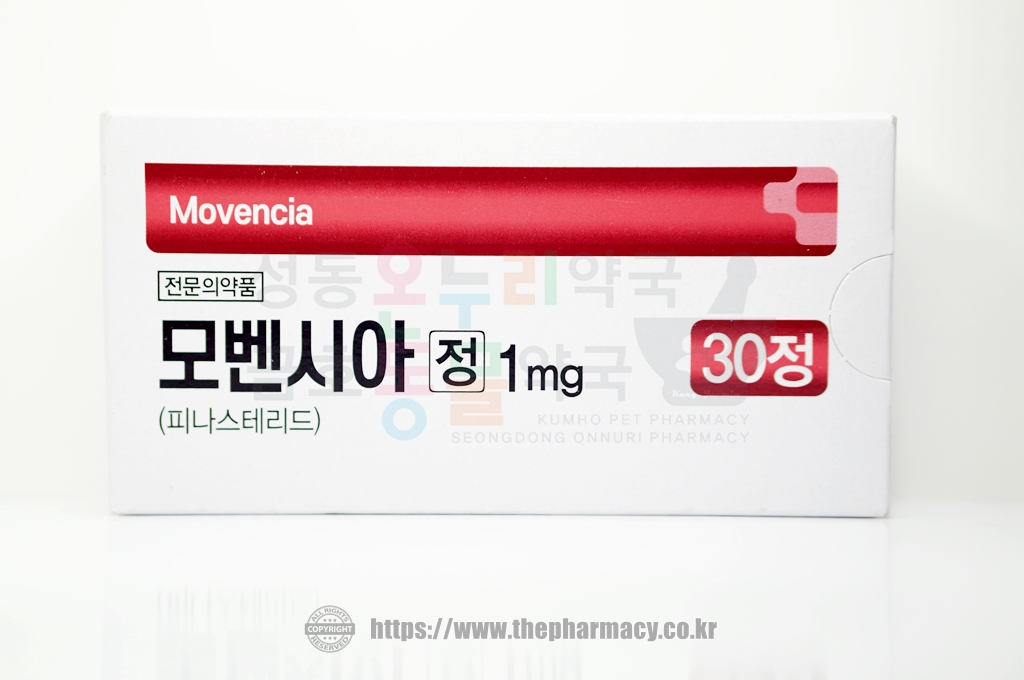 Movencia
전문의약품
성동온누리약국
모벤시아 정 1mg
30정
금호동물약국
(피나스테리드)
KUMHO PET PHARMACY
SEONGDONG ONNURI PHARMACY
ALL RIGHTS
COPYRIGHT
RESERVED
https://www.thepharmacy.co.kr